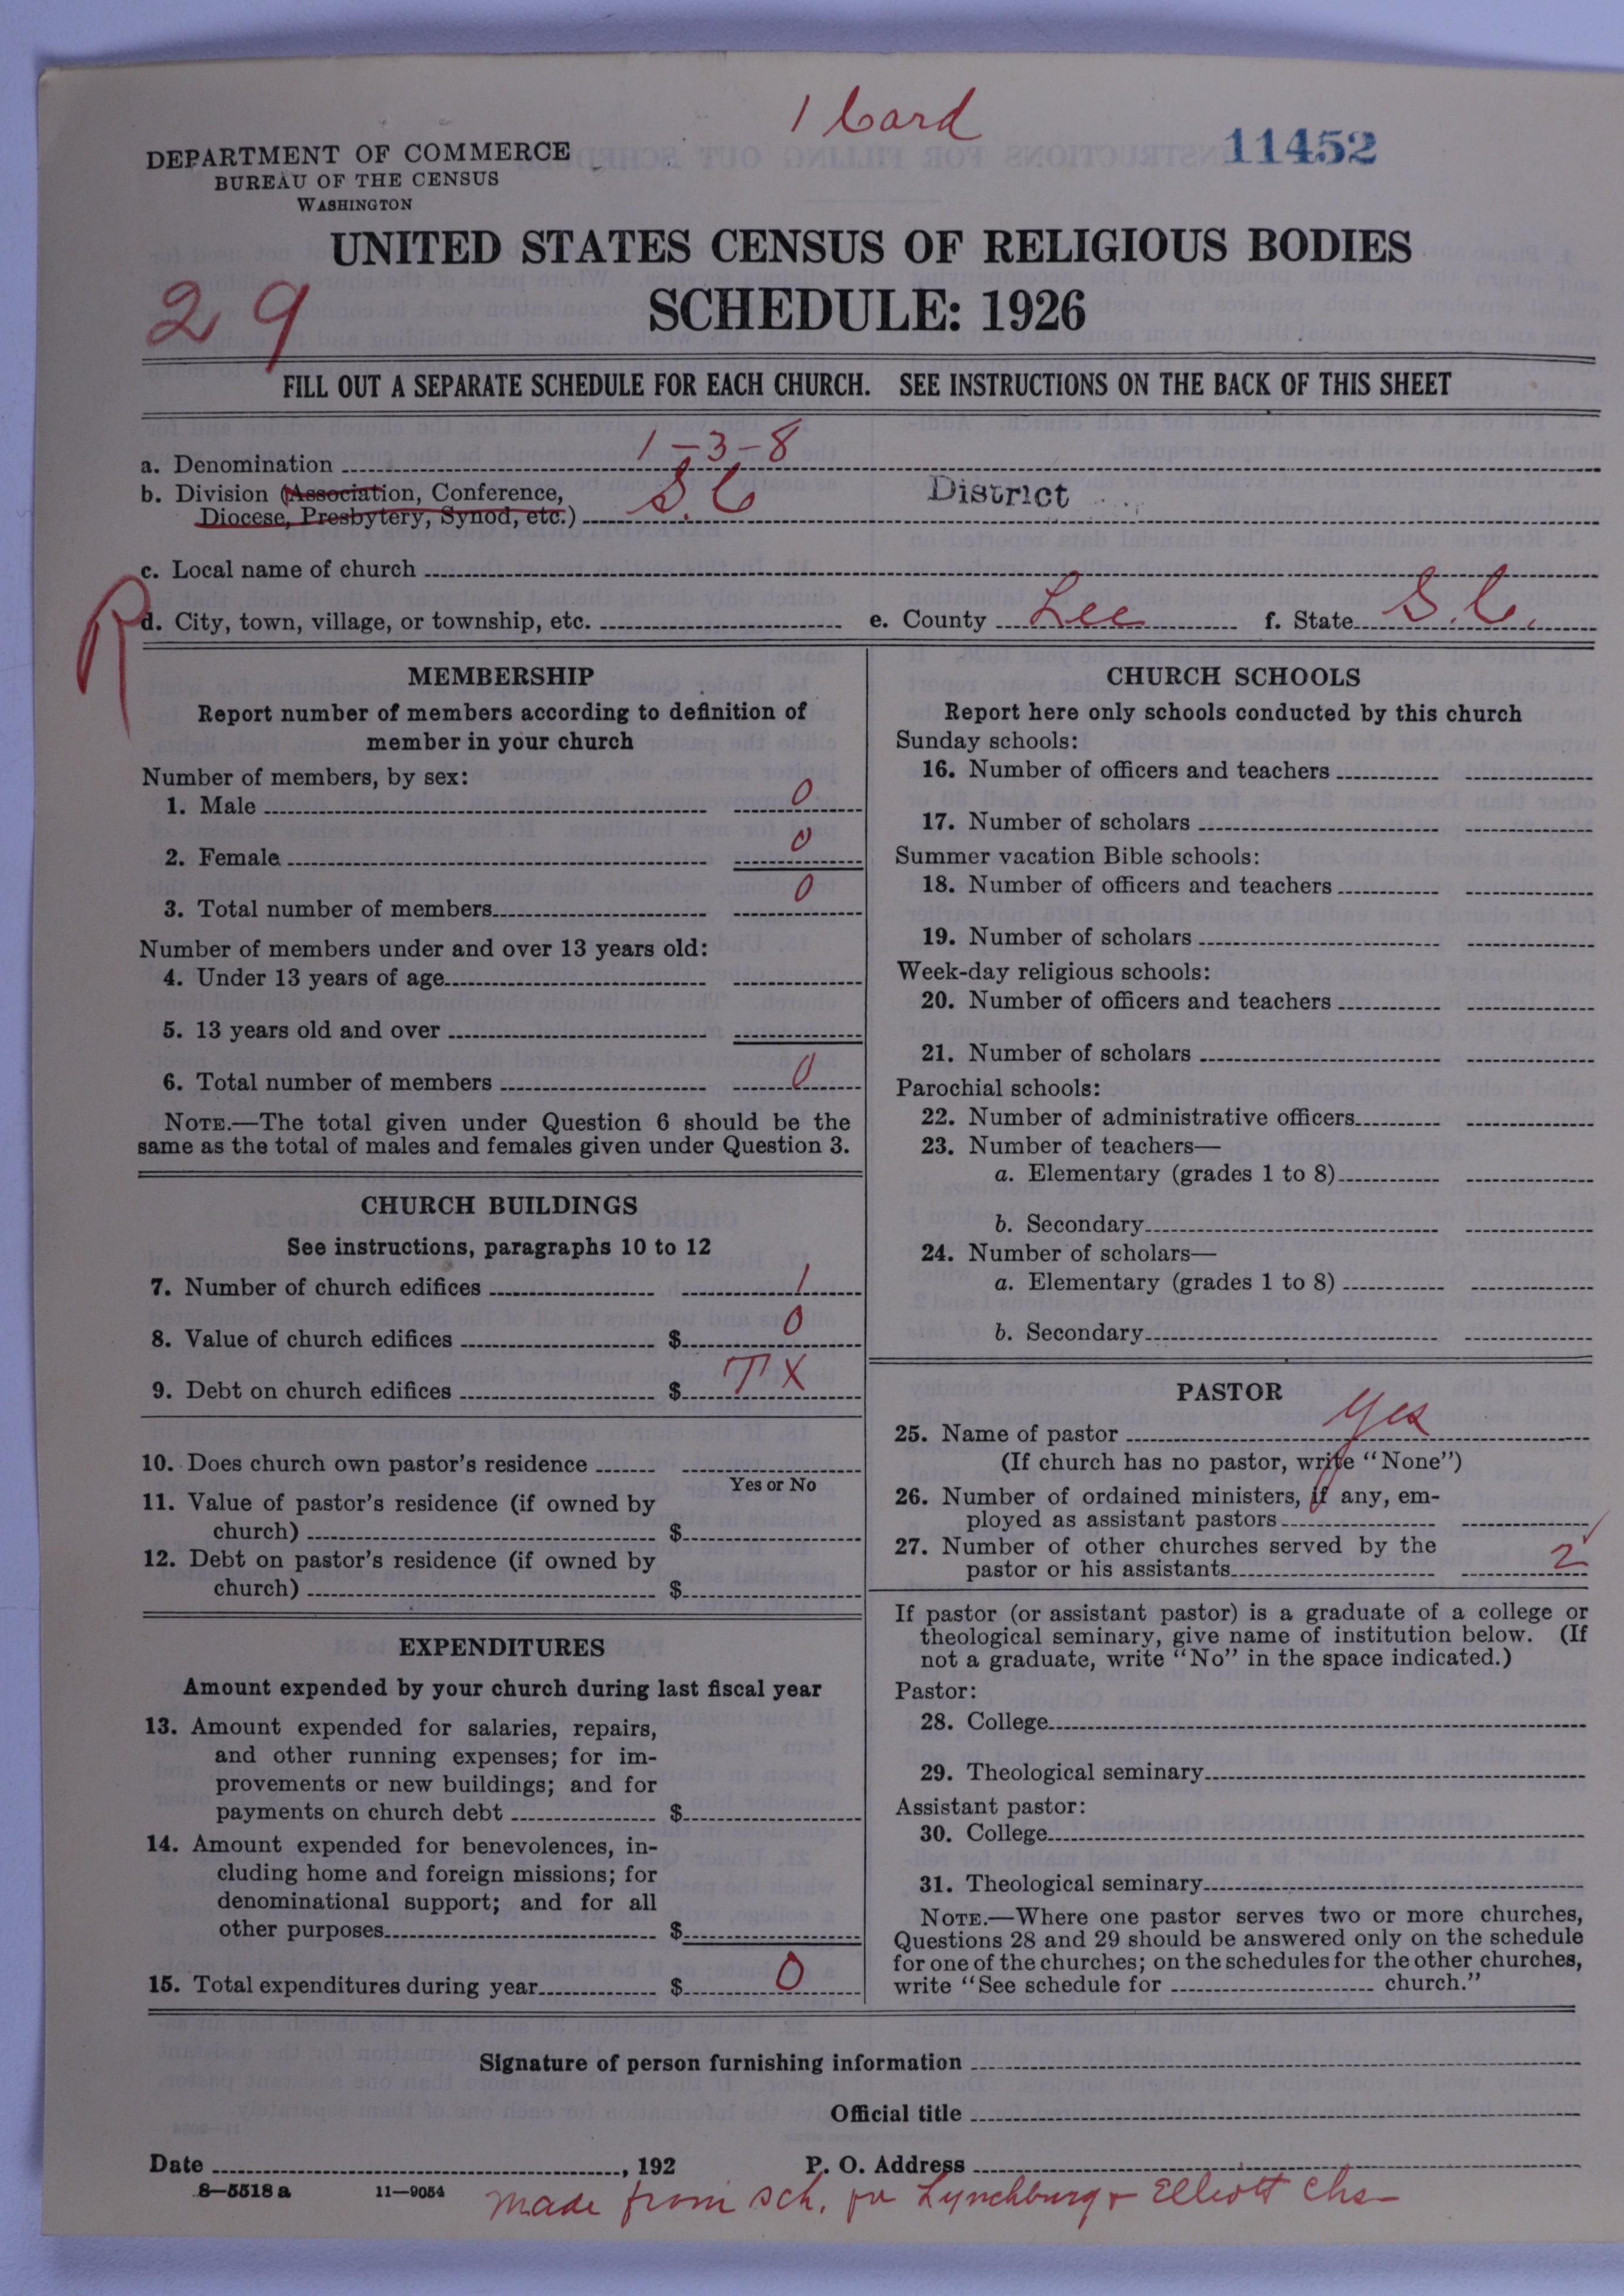 1 Card
11452
DEPARTMENT OF COMMERCE
BUREAU OF THE CENSUS
WASHINGTON
UNITED STATES CENSUS OF RELIGIOUS BODIES
SCHEDULE: 1926
29
FILL OUT A SEPARATE SCHEDULE FOR EACH CHURCH. SEE INSTRUCTIONS ON THE BACK OF THIS SHEET
a. Denomination 1-3-8
b. Division (Association, Conference, Diocese, Presbytery, Synod, etc.) S.C District
c. Local name of church
R
d. City, town, village, or township, etc. e. County Lee f. State S.C.
MEMBERSHIP
Report number of members according to definition of
member in your church
Number of members, by sex:
1. Male 0
2. Female 0
3. Total number of members 0
Number of members under and over 13 years old:
4. Under 13 years of age
5. 13 years old and over
6. Total number of members 0
NOTE.—The total given under Question 6 should be the
same as the total of males and females given under Question 3.
CHURCH BUILDINGS
See instructions, paragraphs 10 to 12
7. Number of church edifices 1
8. Value of church edifices $ 0
9. Debt on church edifices $ TX
10. Does church own pastor's residence
Yes or No
11. Value of pastor's residence (if owned by
church) $
12. Debt on pastor's residence (if owned by
church) $
EXPENDITURES
Amount expended by your church during last fiscal year
13. Amount expended for salaries, repairs,
and other running expenses; for im-
provements or new buildings; and for
payments on church debt $
14. Amount expended for benevolences, in-
cluding home and foreign missions; for
denominational support; and for all
other purposes $
15. Total expenditures during year $ 0
CHURCH SCHOOLS
Report here only schools conducted by this church
Sunday schools:
16. Number of officers and teachers
17. Number of scholars
Summer vacation Bible schools:
18. Number of officers and teachers
19. Number of scholars
Week-day religious schools:
20. Number of officers and teachers
21. Number of scholars
Parochial schools:
22. Number of administrative officers
23. Number of teachers—
a. Elementary (grades 1 to 8)
b. Secondary
24. Number of scholars—
a. Elementary (grades 1 to 8)
b. Secondary
PASTOR
25. Name of pastor Yes
(If church has no pastor, write "None")
26. Number of ordained ministers, if any, em-
ployed as assistant pastors
27. Number of other churches served by the
pastor or his assistants 2
If pastor (or assistant pastor) is a graduate of a college or
theological seminary, give name of institution below. (If
not a graduate, write "No" in the space indicated.)
Pastor:
28. College
29. Theological seminary
Assistant pastor:
30. College
31. Theological seminary
NOTE.—Where one pastor serves two or more churches,
Questions 28 and 29 should be answered only on the schedule
for one of the churches; on the schedules for the other churches,
write "See schedule for church."
Signature of person furnishing information
Official title
Date , 192 P. O. Address
8—5518 a 11—9054
Made from sch. for Lynchburg + Elliott Chs—